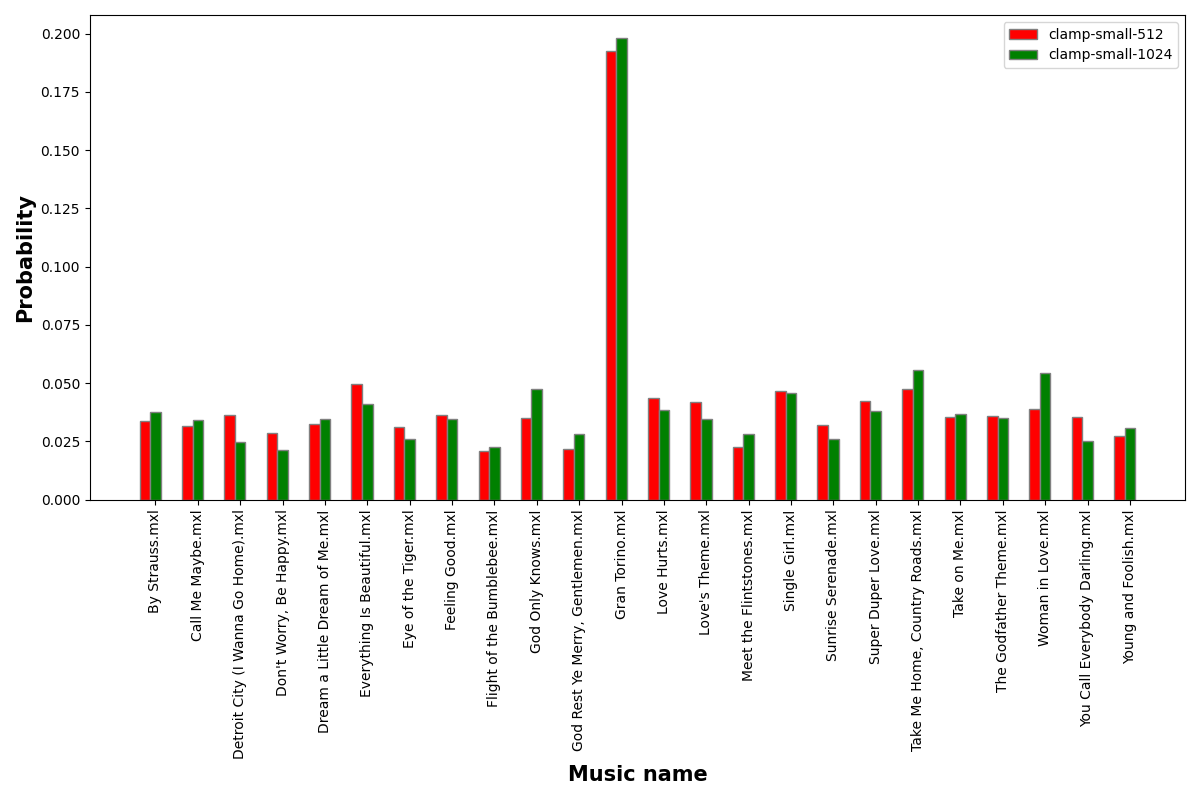 clamp-small-512
clamp-small-1024
Probability
0.200
0.175
0.150
0.125
0.100
0.075
0.050
0.025
0.000
By Strauss.mxl
Call Me Maybe.mxl
Detroit City (I Wanna Go Home).mxl
Don't Worry, Be Happy.mxl
Dream a Little Dream of Me.mxl
Everything Is Beautiful.mxl
Eye of the Tiger.mxl
Feeling Good.mxl
Flight of the Bumblebee.mxl
God Only Knows.mxl
God Rest Ye Merry, Gentlemen.mxl
Gran Torino.mxl
Love Hurts.mxl
Love's Theme.mxl
Meet the Flintstones.mxl
Single Girl.mxl
Sunrise Serenade.mxl
Super Duper Love.mxl
Take Me Home, Country Roads.mxl
Take on Me.mxl
The Godfather Theme.mxl
Woman in Love.mxl
You Call Everybody Darling.mxl
Young and Foolish.mxl
Music name